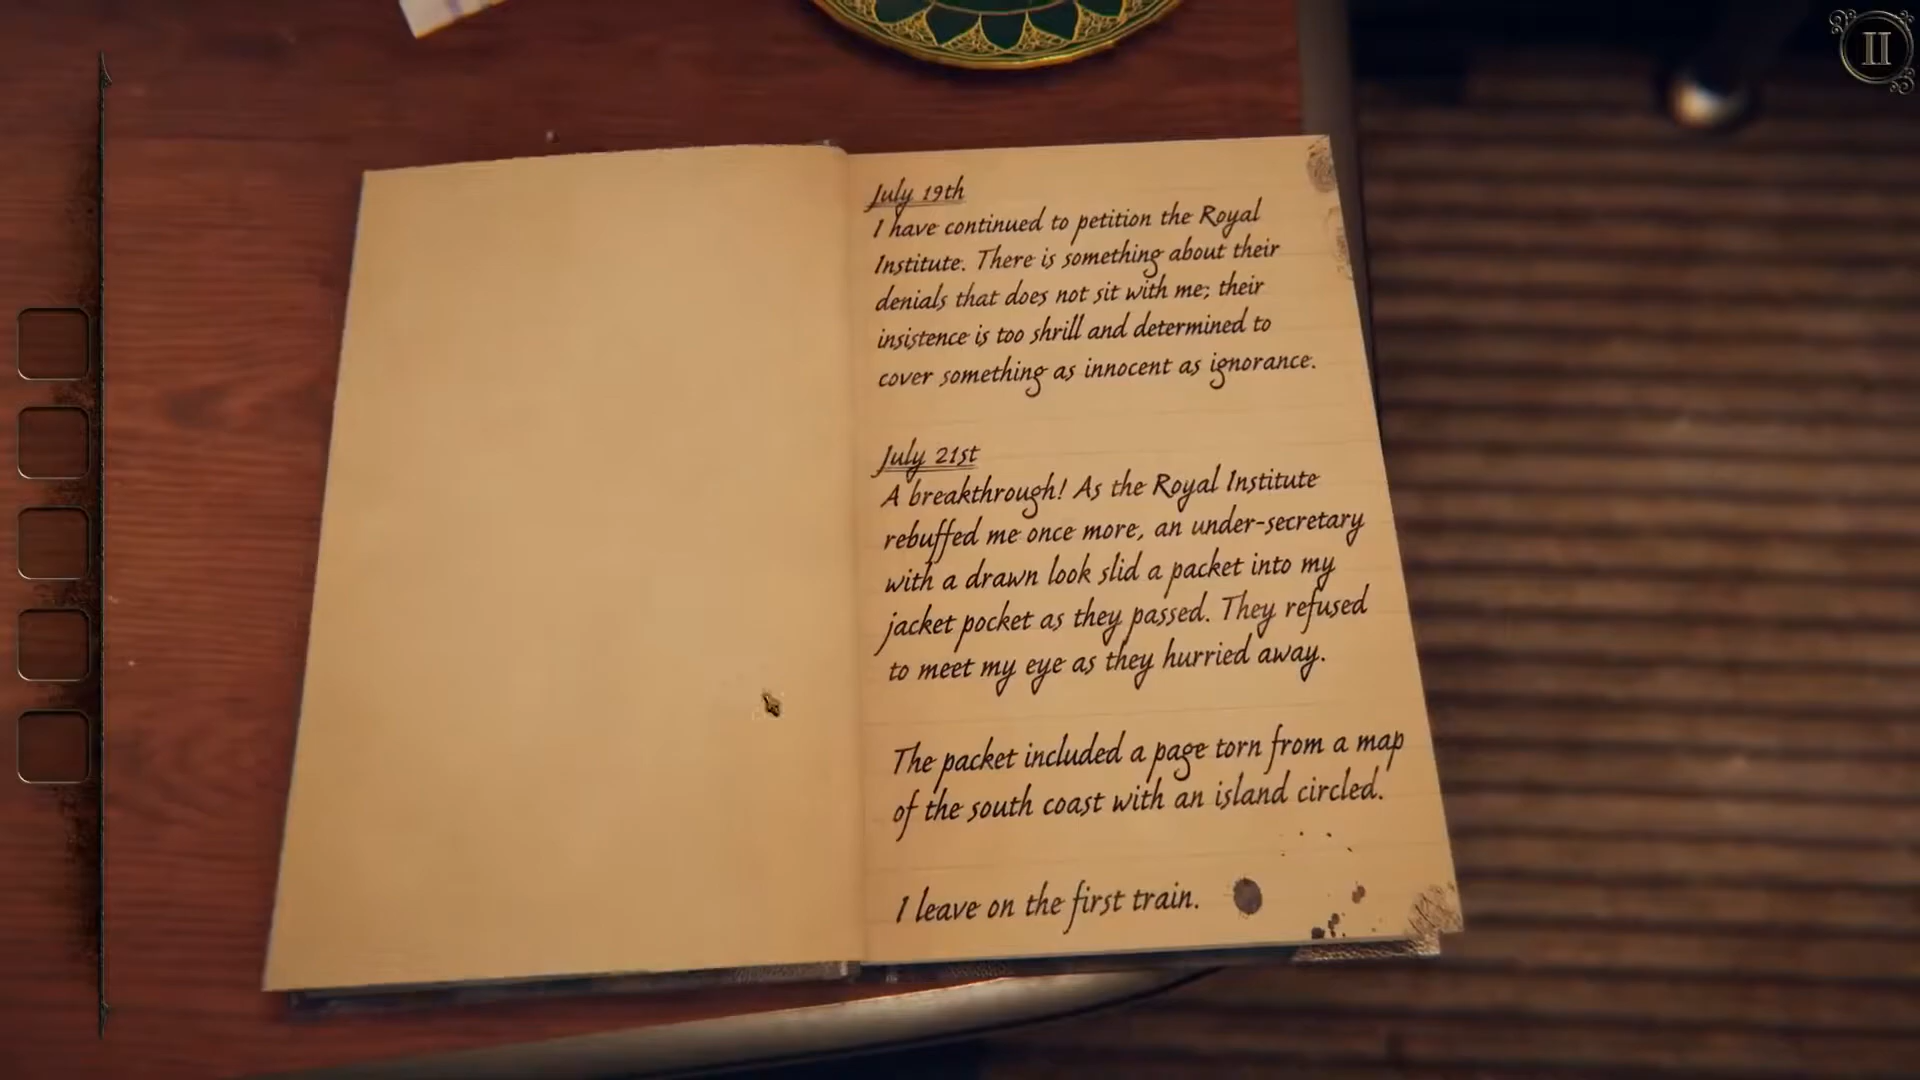 II
July 19th
I have continued to petition the Royal
Institute. There is something about their
denials that does not sit with me; their
insistence is too shrill and determined to
cover something as innocent as ignorance.
July 21st
A breakthrough! As the Royal Institute
rebuffed me once more, an under-secretary
with a drawn look slid a packet into my
jacket pocket as they passed. They refused
to meet my eye as they hurried away.
The packet included a page torn from a map
of the south coast with an island circled.
I leave on the first train.